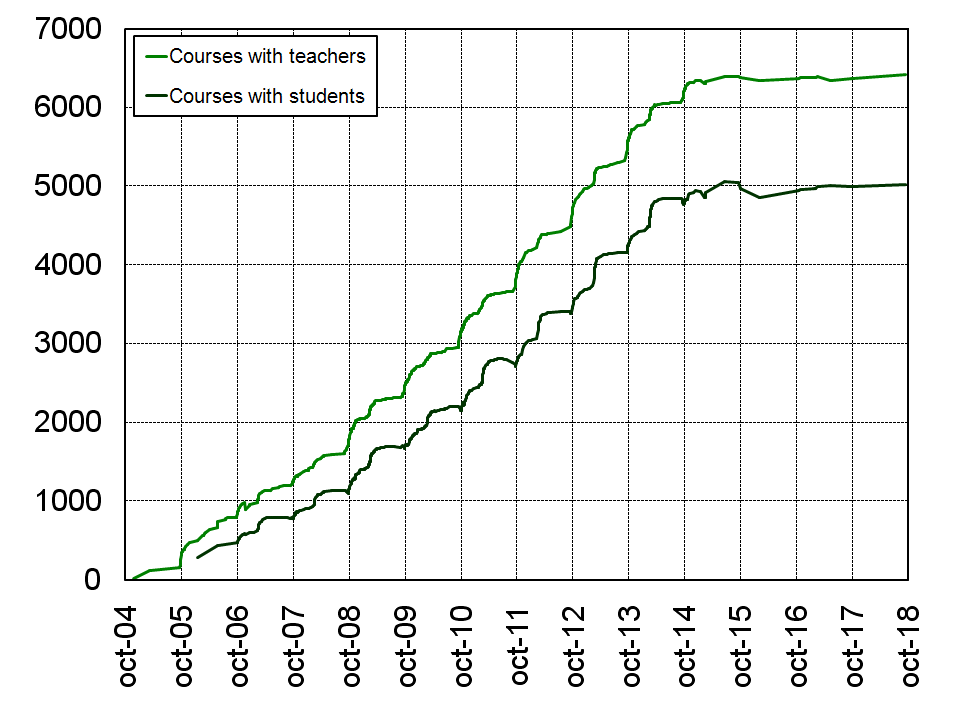 7000
6000
5000
4000
3000
2000
1000
0
Courses with teachers
Courses with students
oct-04
oct-05
oct-06
oct-07
oct-08
oct-09
oct-10
oct-11
oct-12
oct-13
oct-14
oct-15
oct-16
oct-17
oct-18